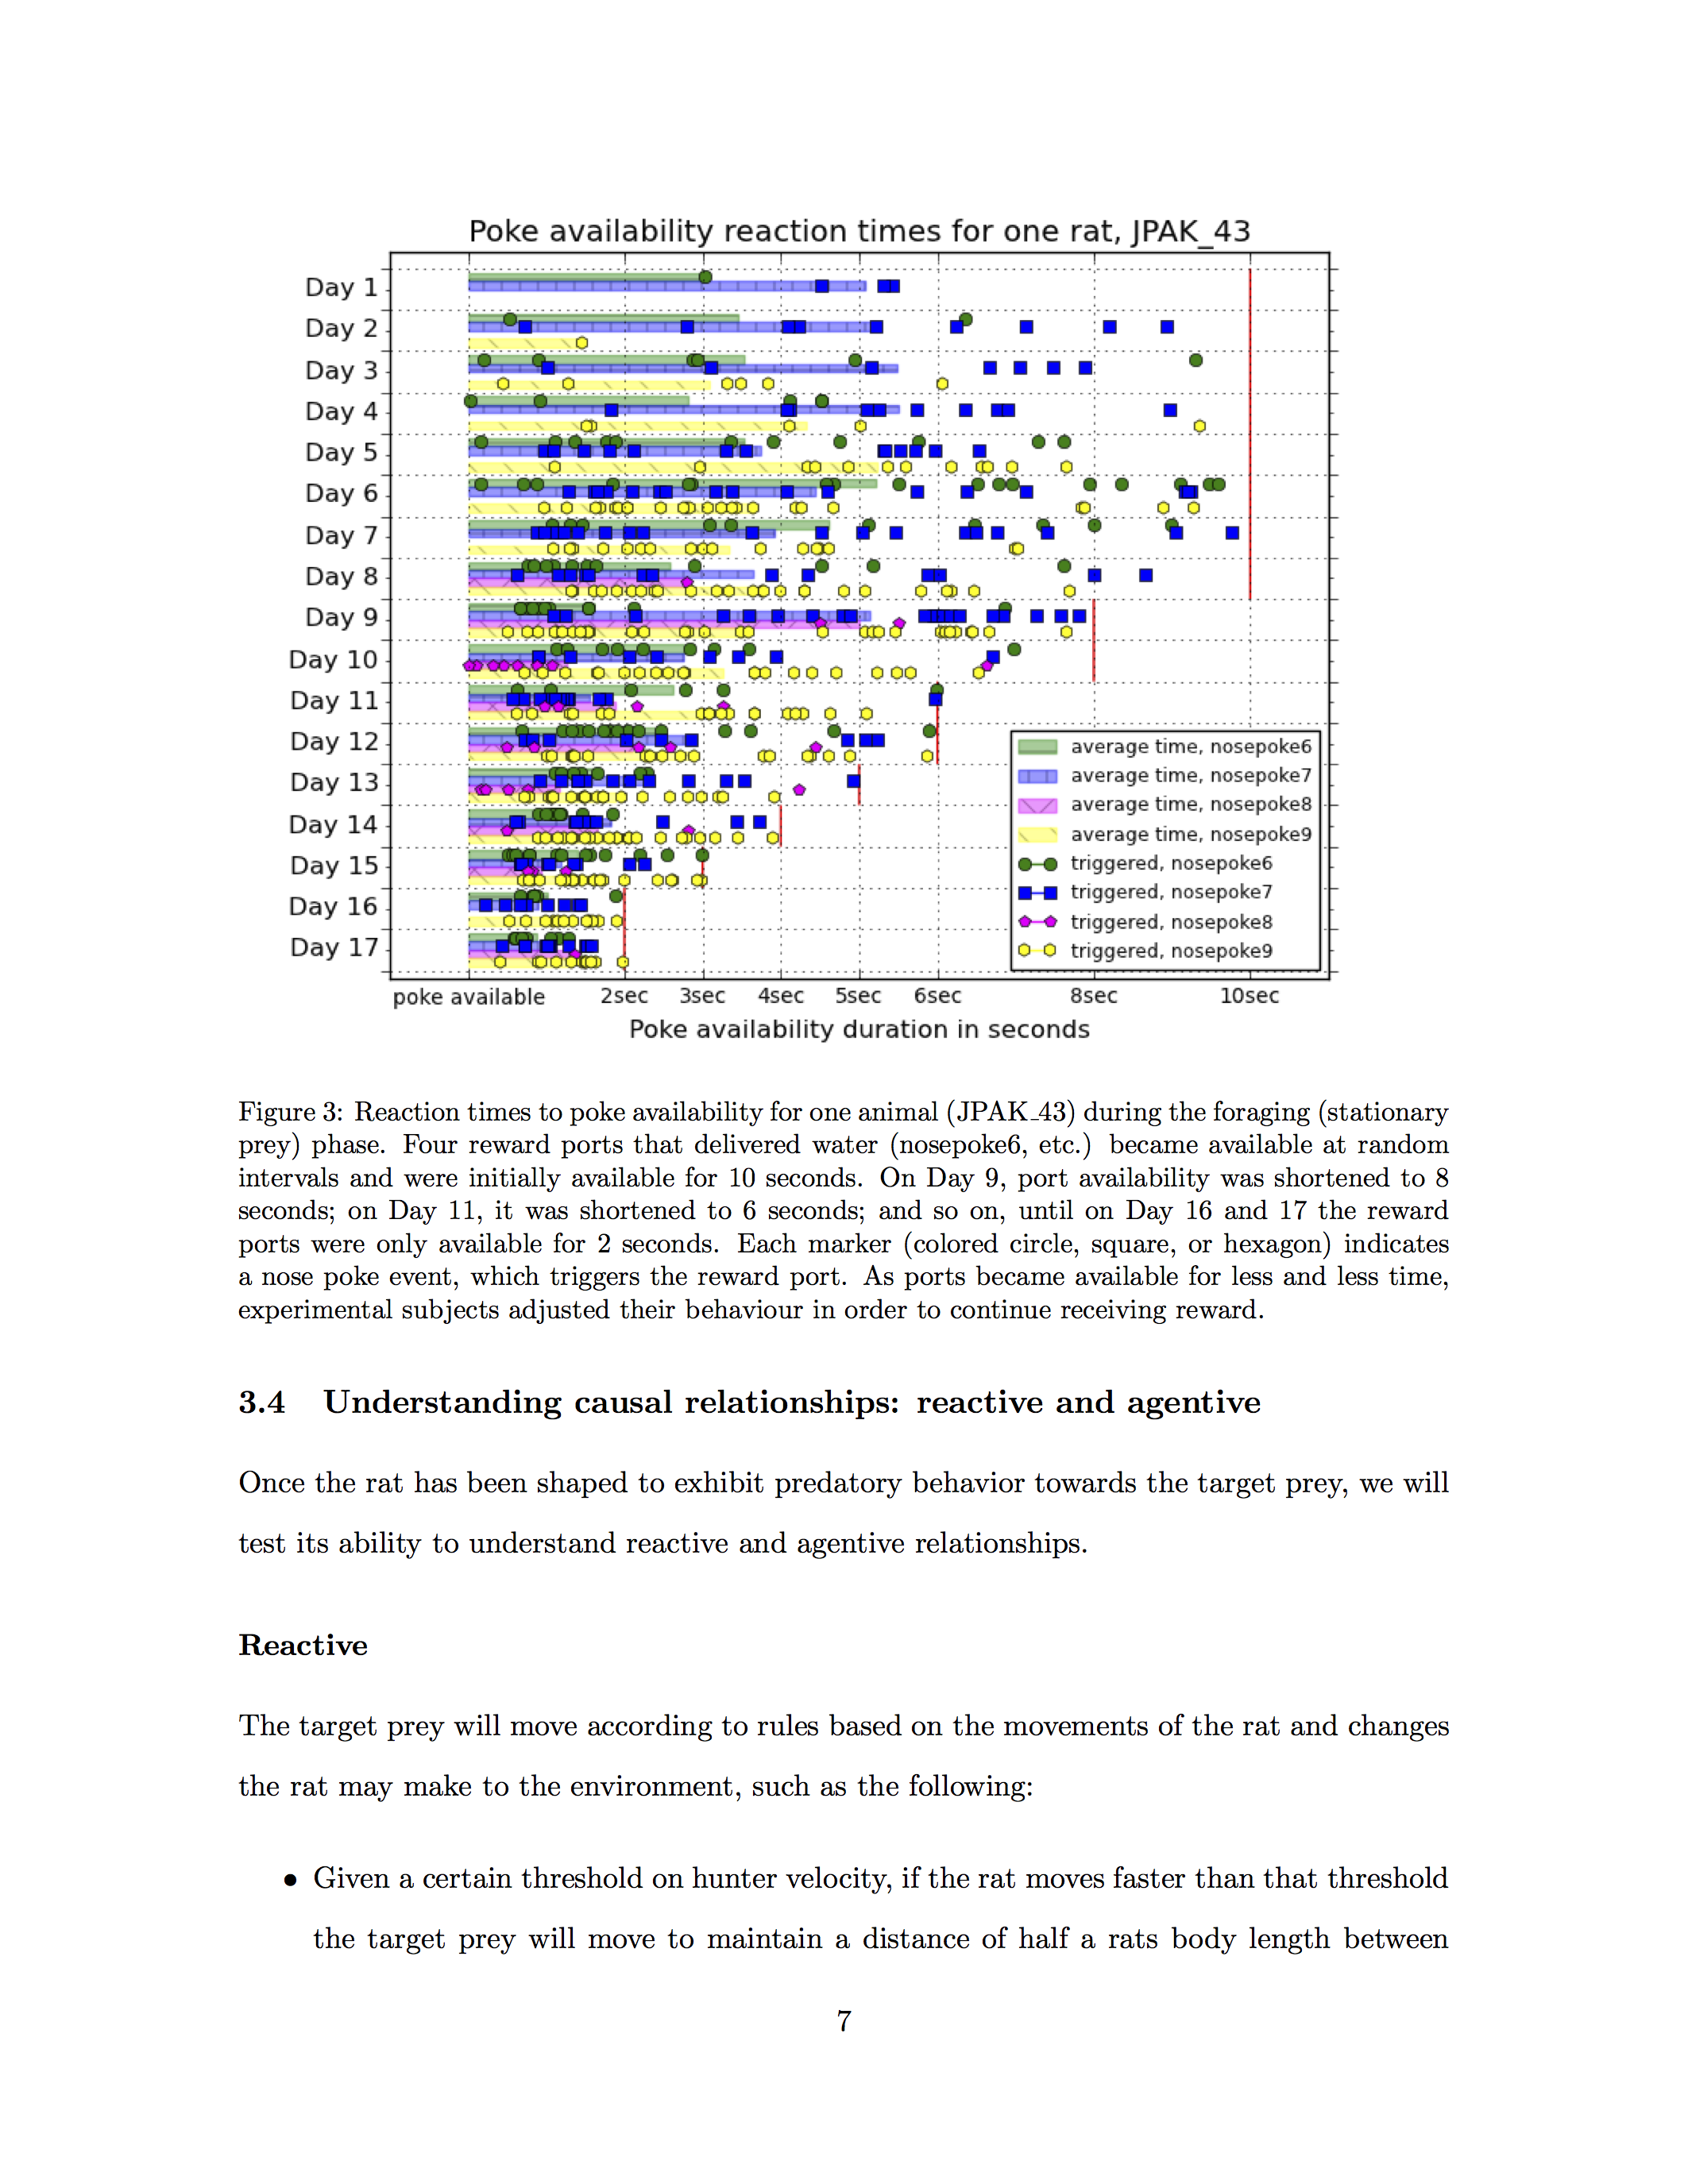 Poke availability reaction times for one rat, JPAK_43
Day 1
Day 2
Day 3
Day 4
Day 5
Day 6
Day 7
Day 8
Day 9
Day 10
Day 11
Day 12
Day 13
Day 14
Day 15
Day 16
Day 17
average time, nosepoke6
average time, nosepoke7
average time, nosepoke8
average time, nosepoke9
triggered, nosepoke6
triggered, nosepoke7
triggered, nosepoke8
triggered, nosepoke9
poke available 2sec 3sec 4sec 5sec 6sec 8sec 10sec
Poke availability duration in seconds
Figure 3: Reaction times to poke availability for one animal (JPAK_43) during the foraging (stationary
prey) phase. Four reward ports that delivered water (nosepoke6, etc.) became available at random
intervals and were initially available for 10 seconds. On Day 9, port availability was shortened to 8
seconds; on Day 11, it was shortened to 6 seconds; and so on, until on Day 16 and 17 the reward
ports were only available for 2 seconds. Each marker (colored circle, square, or hexagon) indicates
a nose poke event, which triggers the reward port. As ports became available for less and less time,
experimental subjects adjusted their behaviour in order to continue receiving reward.
3.4 Understanding causal relationships: reactive and agentive
Once the rat has been shaped to exhibit predatory behavior towards the target prey, we will
test its ability to understand reactive and agentive relationships.
Reactive
The target prey will move according to rules based on the movements of the rat and changes
the rat may make to the environment, such as the following:
• Given a certain threshold on hunter velocity, if the rat moves faster than that threshold
the target prey will move to maintain a distance of half a rats body length between
7